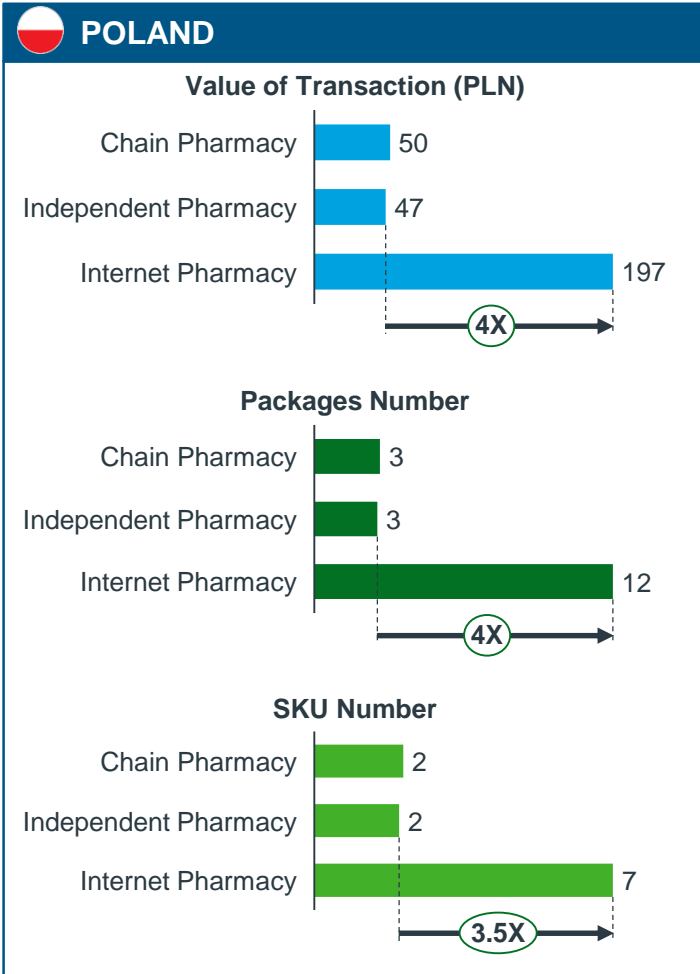 POLAND
Value of Transaction (PLN)
Chain Pharmacy 50
Independent Pharmacy 47
Internet Pharmacy 197
4X
Packages Number
Chain Pharmacy 3
Independent Pharmacy 3
Internet Pharmacy 12
4X
SKU Number
Chain Pharmacy 2
Independent Pharmacy 2
Internet Pharmacy 7
3.5X